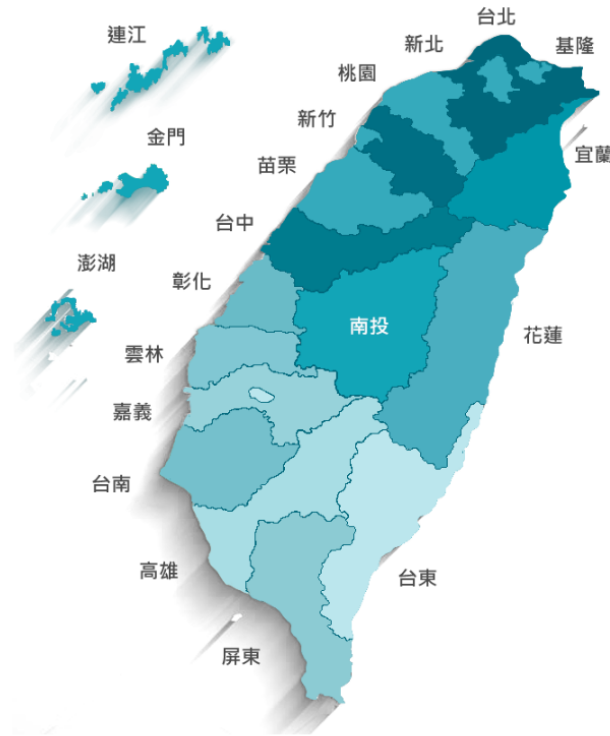 台北
連江
新北
基隆
桃園
新竹
金門
宜蘭
苗栗
台中
澎湖
彰化
南投
花蓮
雲林
嘉義
台南
高雄
台東
屏東